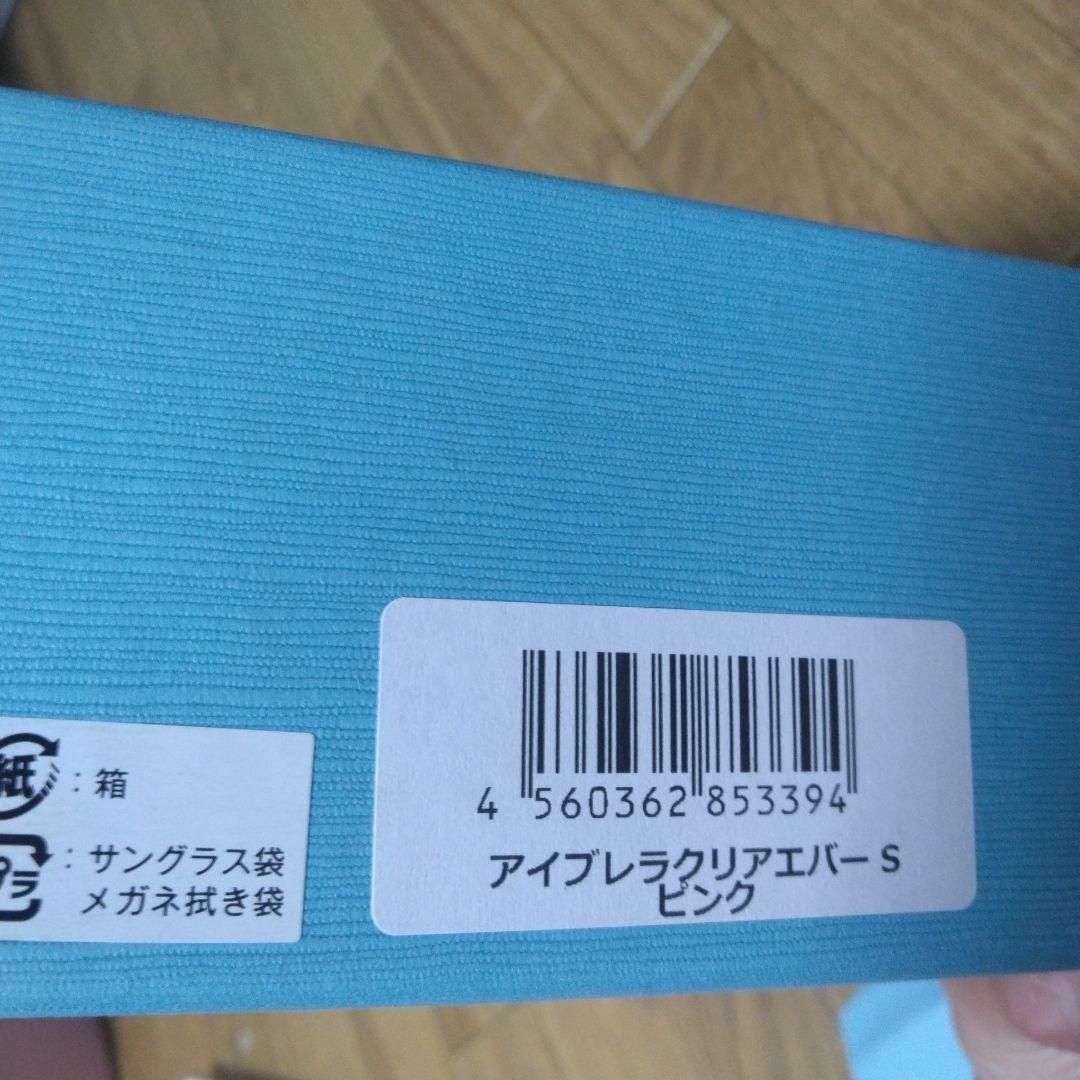 紙 : 箱
プラ : サングラス袋
メガネ拭き袋
4 560362 853394
アイブレラクリアエバー S
ピンク